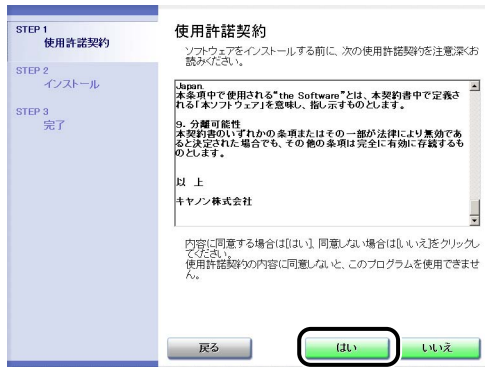 STEP 1
使用許諾契約
STEP 2
インストール
STEP 3
完了
使用許諾契約
ソフトウェアをインストールする前に、次の使用許諾契約を注意深くお
読みください。
Japan.
本条項中で使用される"the Software"とは、本契約書中で定義さ
れる「本ソフトウェア」を意味し、指し示すものとします。
9. 分離可能性
本契約書のいずれかの条項またはその一部が法律により無効であ
ると決定された場合でも、その他の条項は完全に有効に存続するも
のとします。
以 上
キヤノン株式会社
内容に同意する場合は[はい]、同意しない場合は[いいえ]をクリックし
てください。
使用許諾契約の内容に同意しないと、このプログラムを使用できませ
ん。
戻る
はい
いいえ